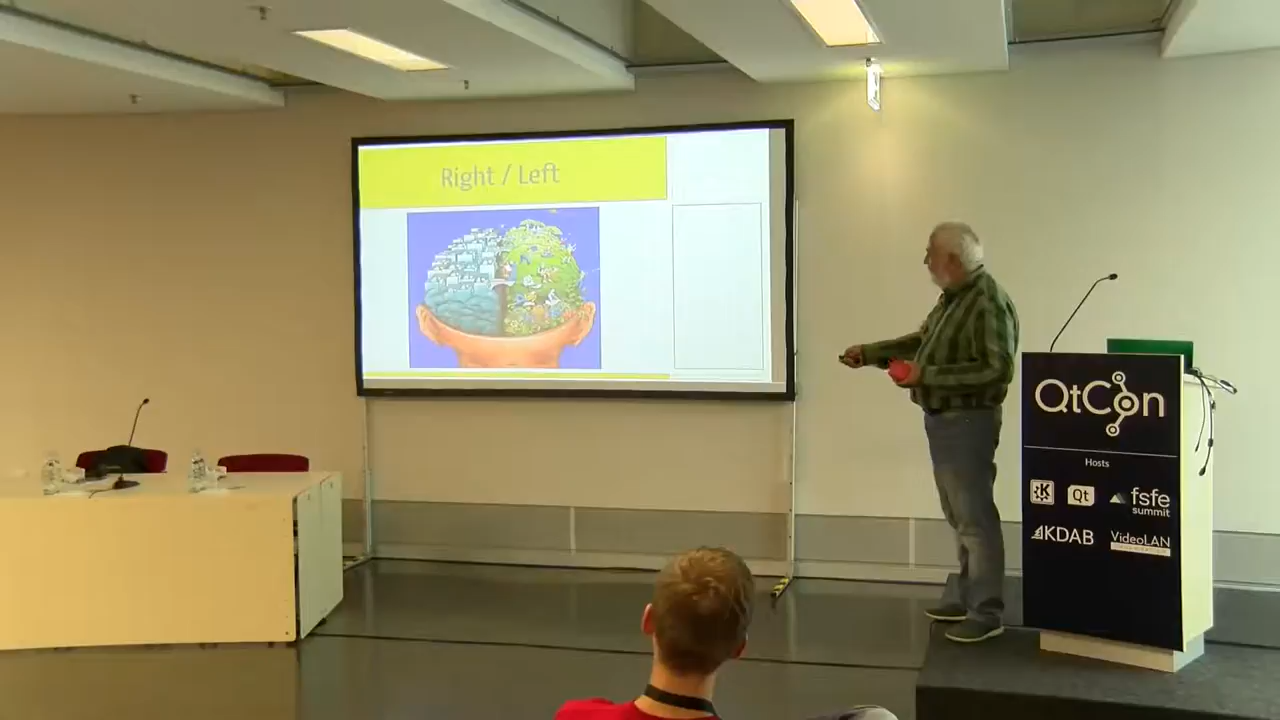 Right / Left
QtCon
Hosts
Qt
fsfe
summit
KDAB
VideoLAN